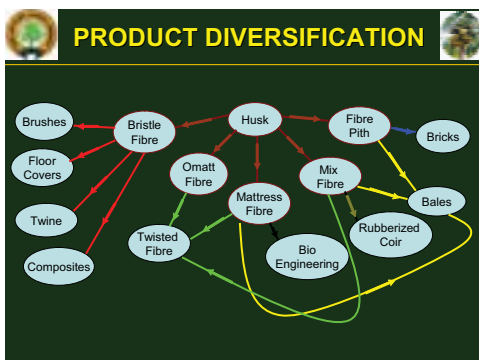 PRODUCT DIVERSIFICATION
Brushes
Bristle
Fibre
Husk
Fibre
Pith
Bricks
Floor
Covers
Omatt
Fibre
Mix
Fibre
Mattress
Fibre
Bales
Twine
Twisted
Fibre
Rubberized
Coir
Bio
Engineering
Composites